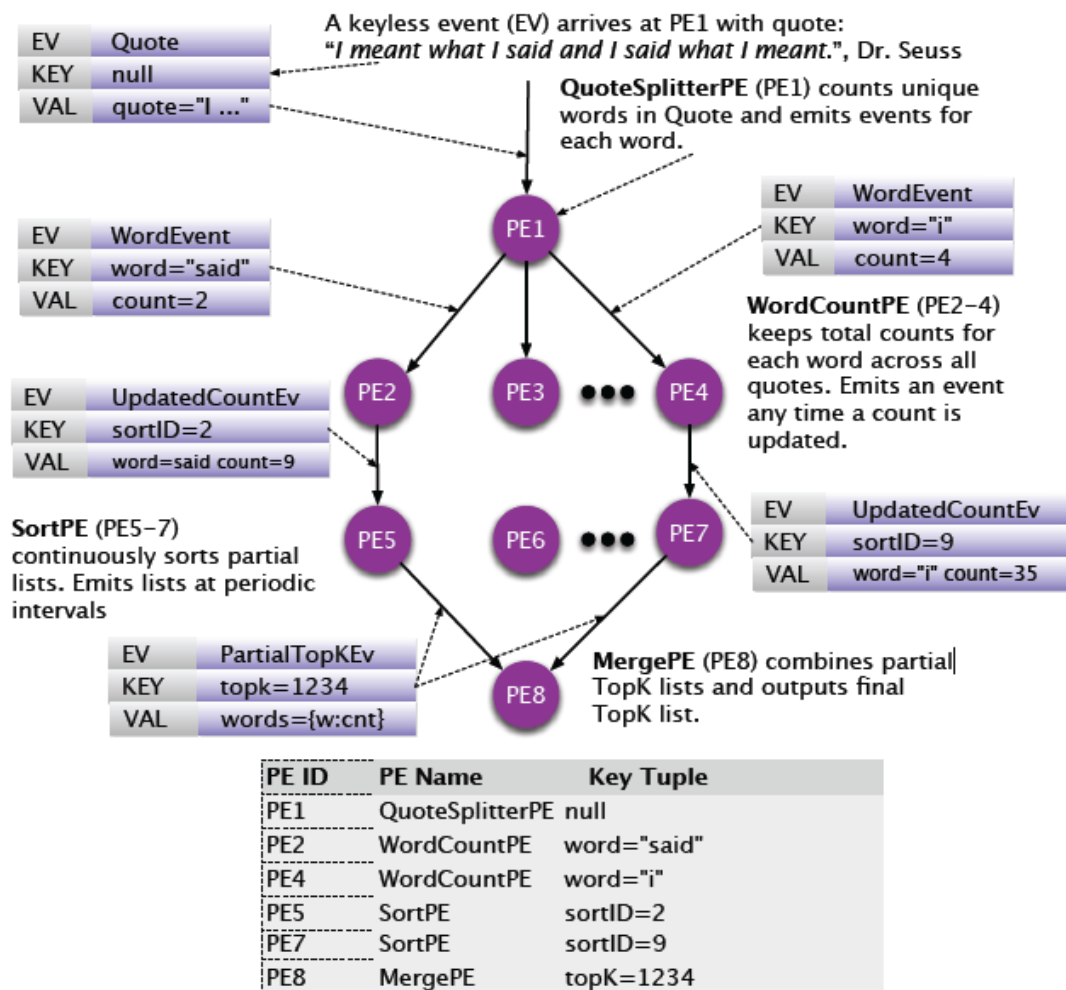 A keyless event (EV) arrives at PE1 with quote:
"I meant what I said and I said what I meant.", Dr. Seuss
EV Quote
KEY null
VAL quote="I ..."
QuoteSplitterPE (PE1) counts unique
words in Quote and emits events for
each word.
PE1
EV WordEvent
KEY word="said"
VAL count=2
EV WordEvent
KEY word="i"
VAL count=4
WordCountPE (PE2-4)
keeps total counts for
each word across all
quotes. Emits an event
any time a count is
updated.
PE2
PE3
PE4
EV UpdatedCountEv
KEY sortID=2
VAL word=said count=9
EV UpdatedCountEv
KEY sortID=9
VAL word="i" count=35
SortPE (PE5-7)
continuously sorts partial
lists. Emits lists at periodic
intervals
PE5
PE6
PE7
EV PartialTopKEv
KEY topk=1234
VAL words={w:cnt}
PE8
MergePE (PE8) combines partial
TopK lists and outputs final
TopK list.
PE ID PE Name Key Tuple
PE1 QuoteSplitterPE null
PE2 WordCountPE word="said"
PE4 WordCountPE word="i"
PE5 SortPE sortID=2
PE7 SortPE sortID=9
PE8 MergePE topK=1234